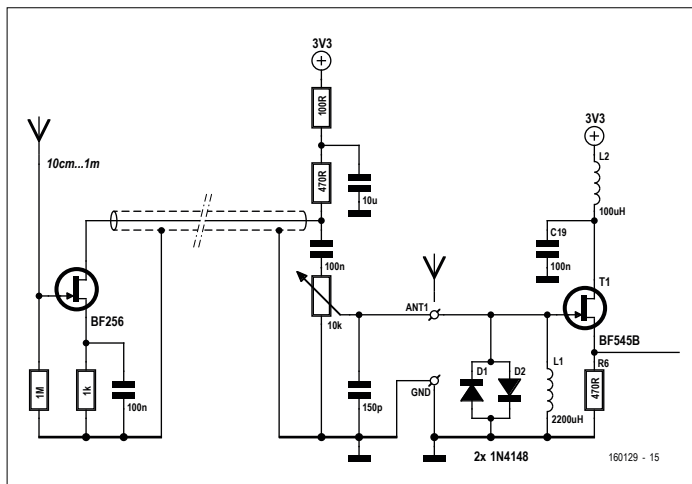 3V3
100R
3V3
L2
10cm...1m
470R
10u
100uH
C19
100n
100n
T1
ANT1
BF256
10k
BF545B
D1
D2
L1
R6
1M
1k
100n
150p
GND
470R
2200uH
2x 1N4148
160129 - 15